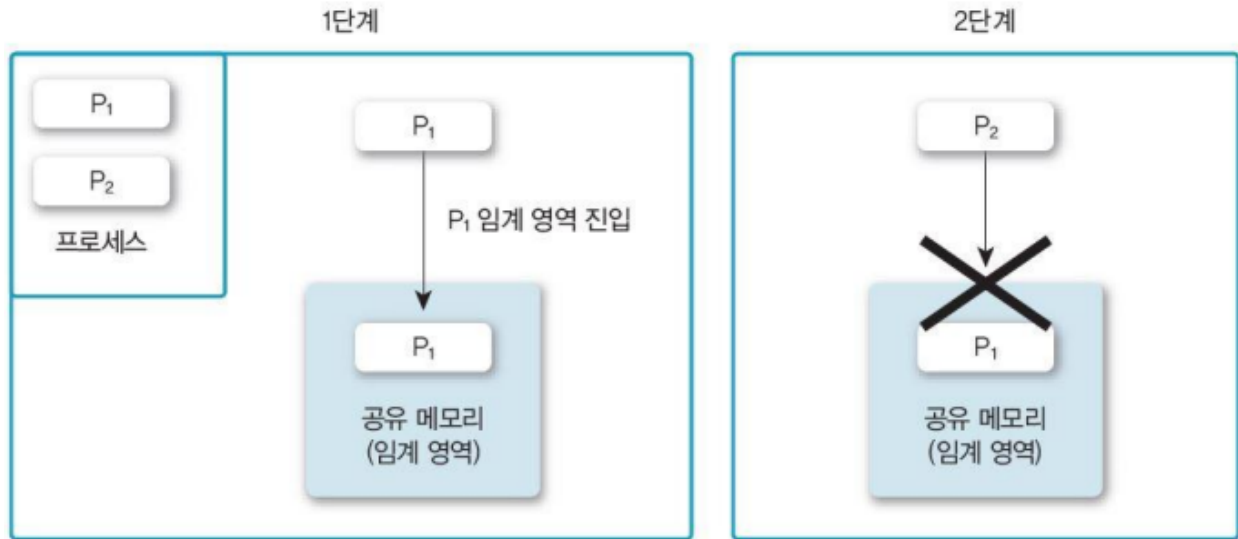 1단계
P₁
P₂
프로세스
P₁
P₁ 임계 영역 진입
P₁
공유 메모리
(임계 영역)
2단계
P₂
P₁
공유 메모리
(임계 영역)